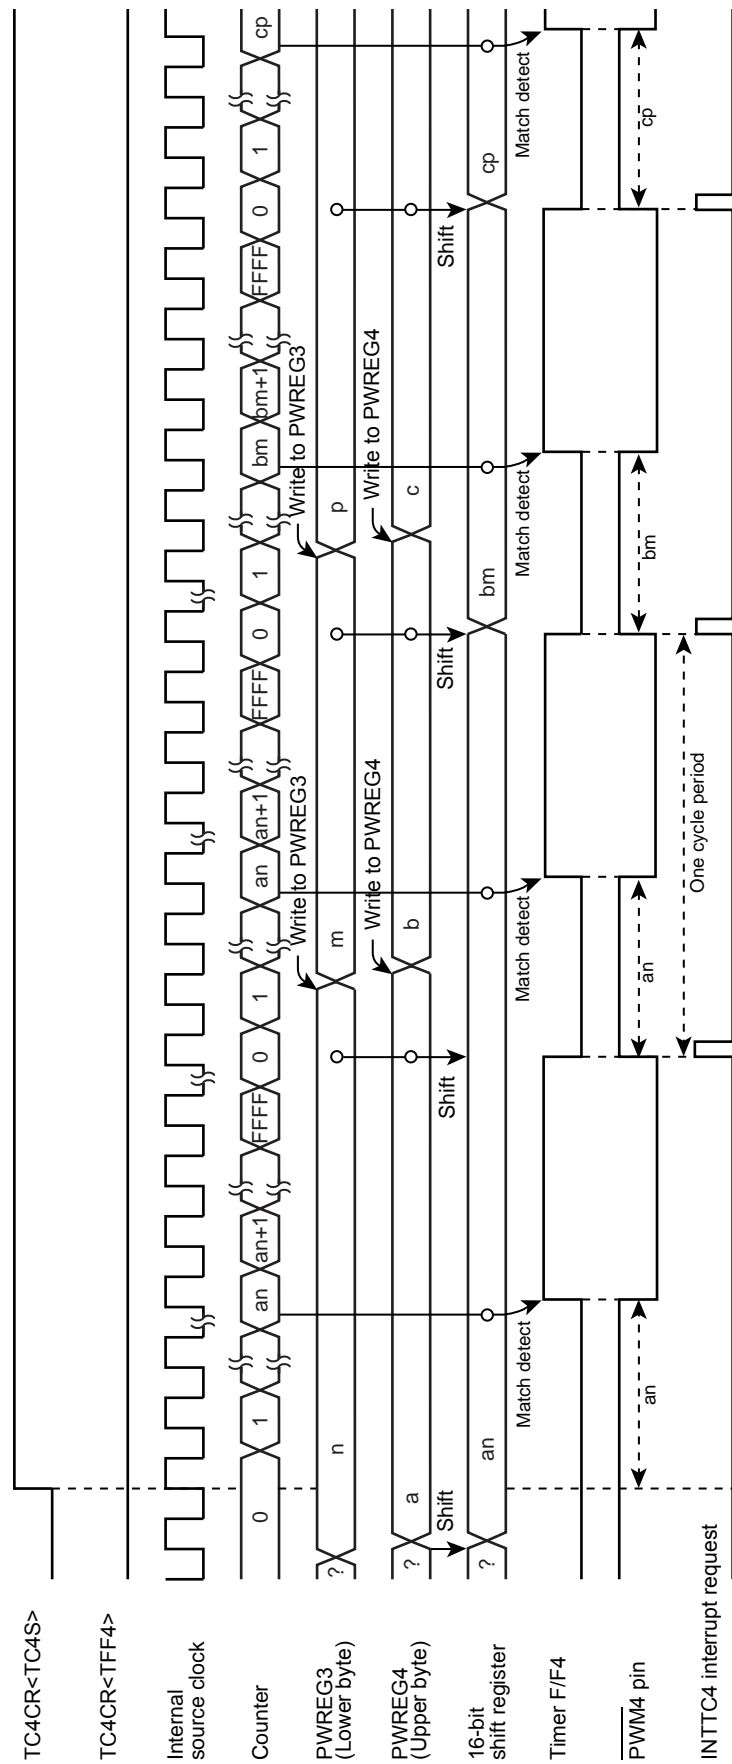 TC4CR<TC4S>
TC4CR<TFF4>
Internal
source clock
Counter
0 1 an an+1 FFFF 0 1 an an+1 FFFF 0 1 bm bm+1 FFFF 0 1 cp
Write to PWREG3
Write to PWREG3
PWREG3
(Lower byte)
? n m p
Write to PWREG4
Write to PWREG4
PWREG4
(Upper byte)
? a b c
Shift
Shift
Shift
Shift
16-bit
shift register
? an bm cp
Match detect
Match detect
Match detect
Match detect
Timer F/F4
PWM4 pin
an an bm cp
One cycle period
INTTC4 interrupt request